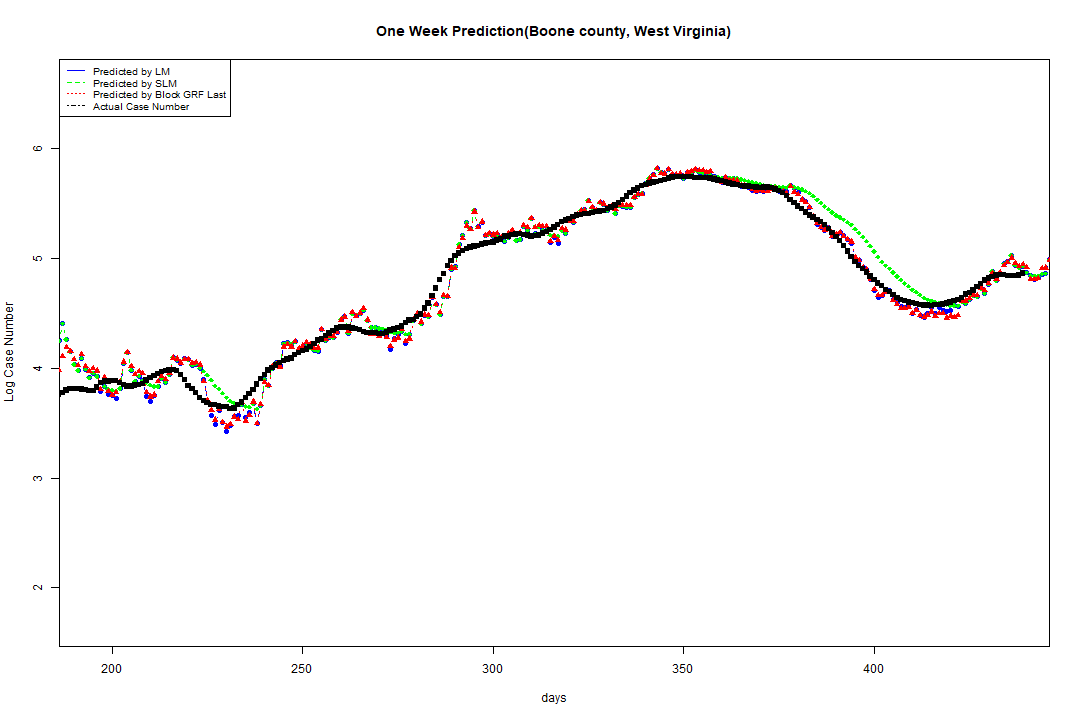 One Week Prediction(Boone county, West Virginia)
Predicted by LM
Predicted by SLM
Predicted by Block GRF Last
Actual Case Number
6
5
4
3
2
Log Case Number
200 250 300 350 400
days